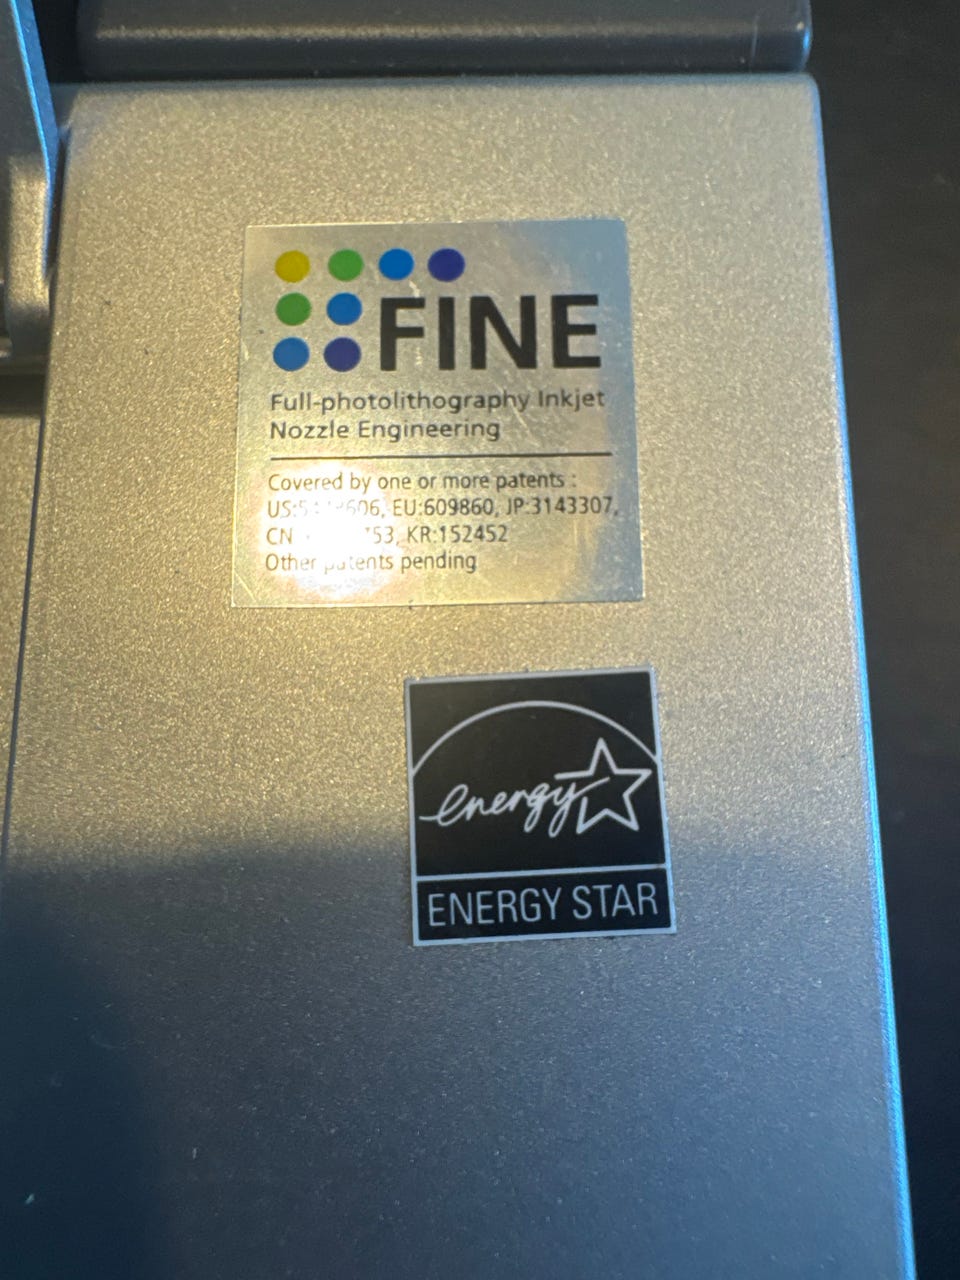 FINE
Full-photolithography Inkjet
Nozzle Engineering
Covered by one or more patents :
EU:609860, JP:3143307,
CN KR:152452
Other patents pending
energy
ENERGY STAR